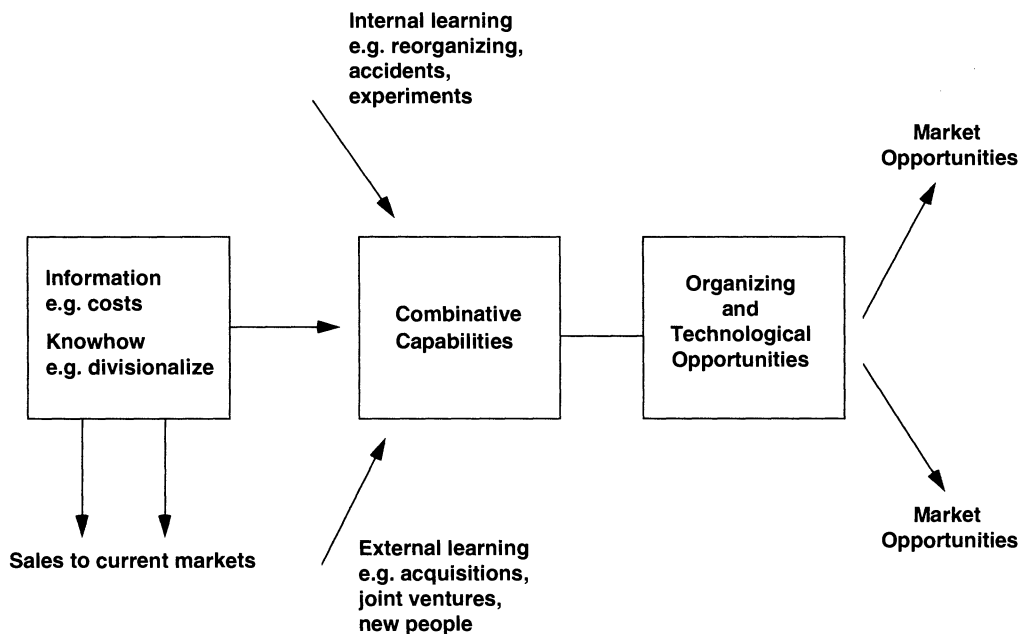 Internal learning
e.g. reorganizing,
accidents,
experiments
Market
Opportunities
Information
e.g. costs
Knowhow
e.g. divisionalize
Combinative
Capabilities
Organizing
and
Technological
Opportunities
Sales to current markets
External learning
e.g. acquisitions,
joint ventures,
new people
Market
Opportunities